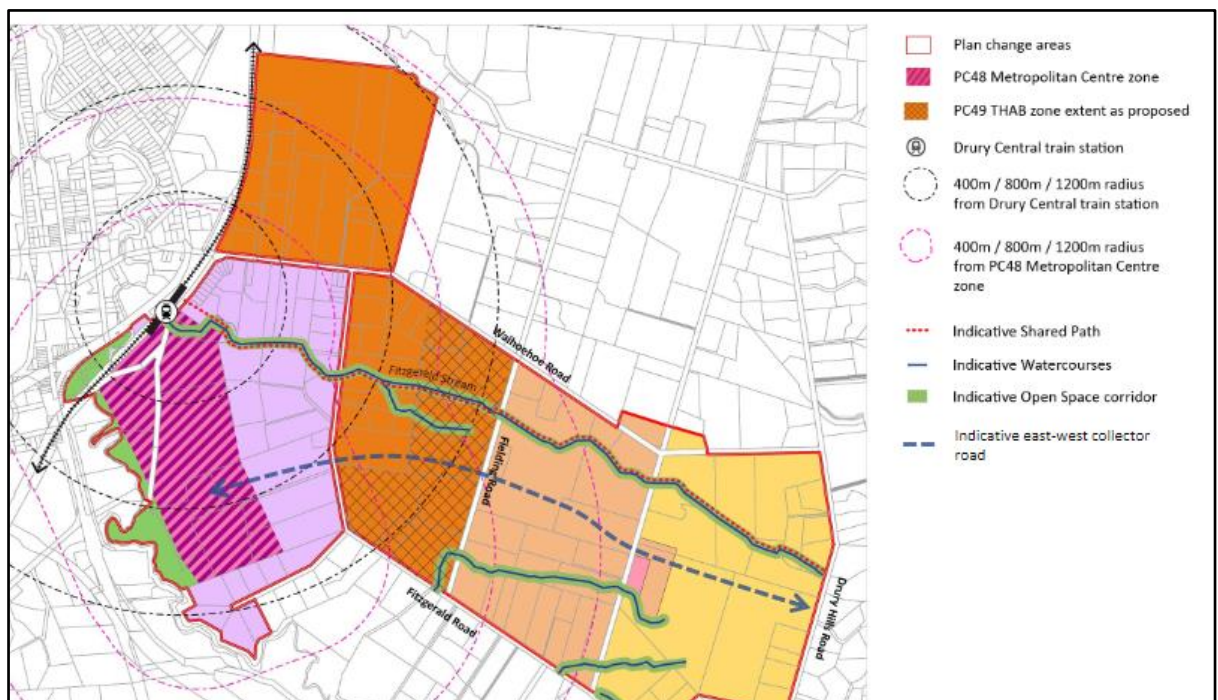 Plan change areas
PC48 Metropolitan Centre zone
PC49 THAB zone extent as proposed
Drury Central train station
400m / 800m / 1200m radius
from Drury Central train station
400m / 800m / 1200m radius
from PC48 Metropolitan Centre
zone
Indicative Shared Path
Indicative Watercourses
Indicative Open Space corridor
Indicative east-west collector
road
Waihoehoe Road
Fitzgerald Stream
Fielding Road
Fitzgerald Road
Drury Hills Road